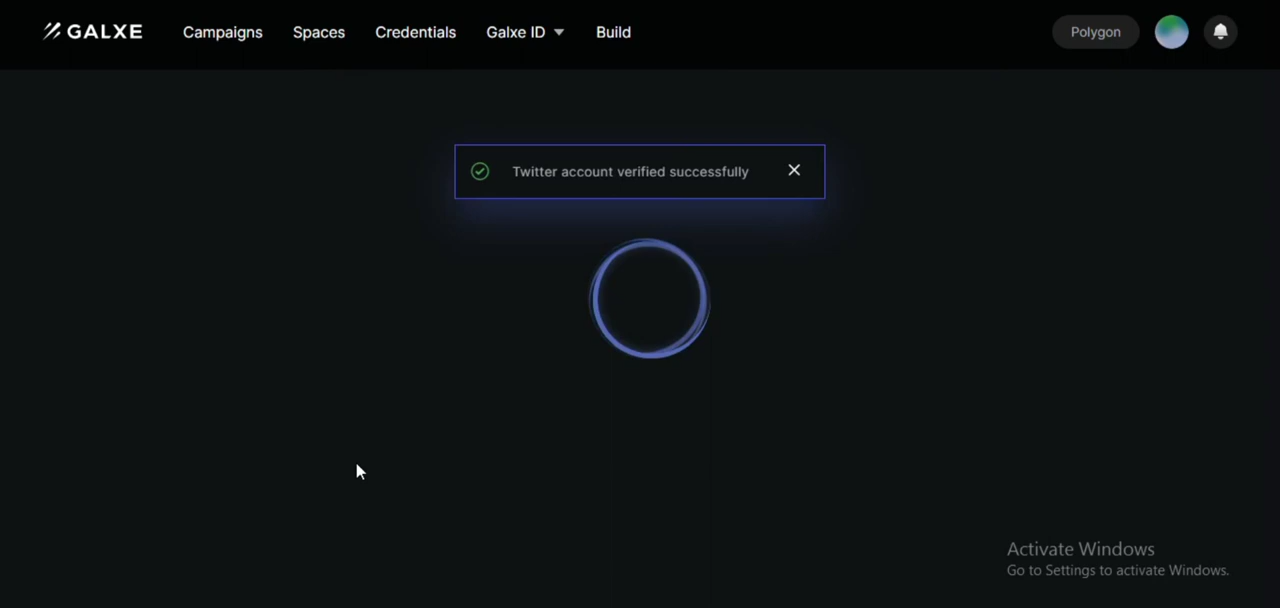 GALXE
Campaigns
Spaces
Credentials
Galxe ID
Build
Polygon
Twitter account verified successfully
Activate Windows
Go to Settings to activate Windows.